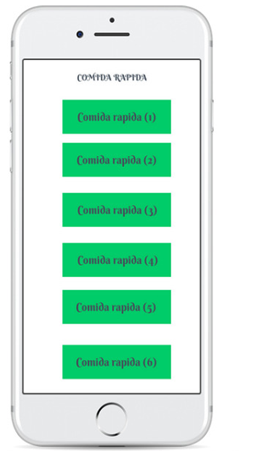 COMIDA RAPIDA
Comida rapida (1)
Comida rapida (2)
Comida rapida (3)
Comida rapida (4)
Comida rapida (5)
Comida rapida (6)